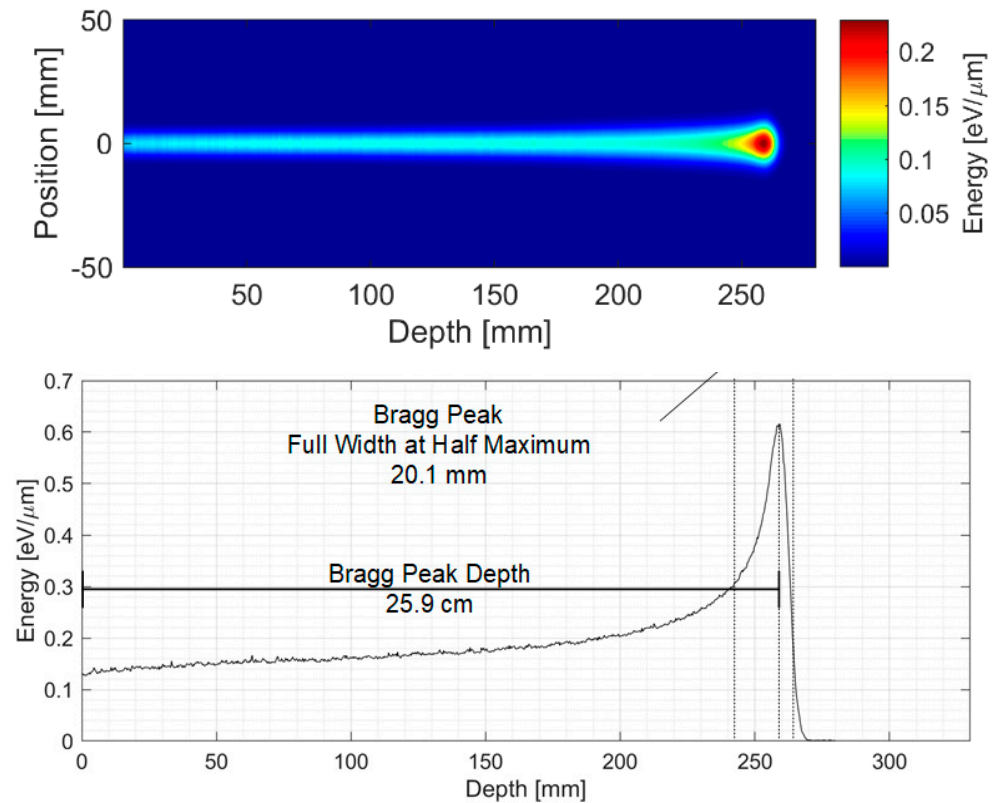 50
0
-50
Position [mm]
50
100
150
200
250
Depth [mm]
0.2
0.15
0.1
0.05
Energy [eV/μm]
0.7
0.6
0.5
0.4
0.3
0.2
0.1
0
Energy [eV/μm]
Bragg Peak
Full Width at Half Maximum
20.1 mm
Bragg Peak Depth
25.9 cm
0
50
100
150
200
250
300
Depth [mm]